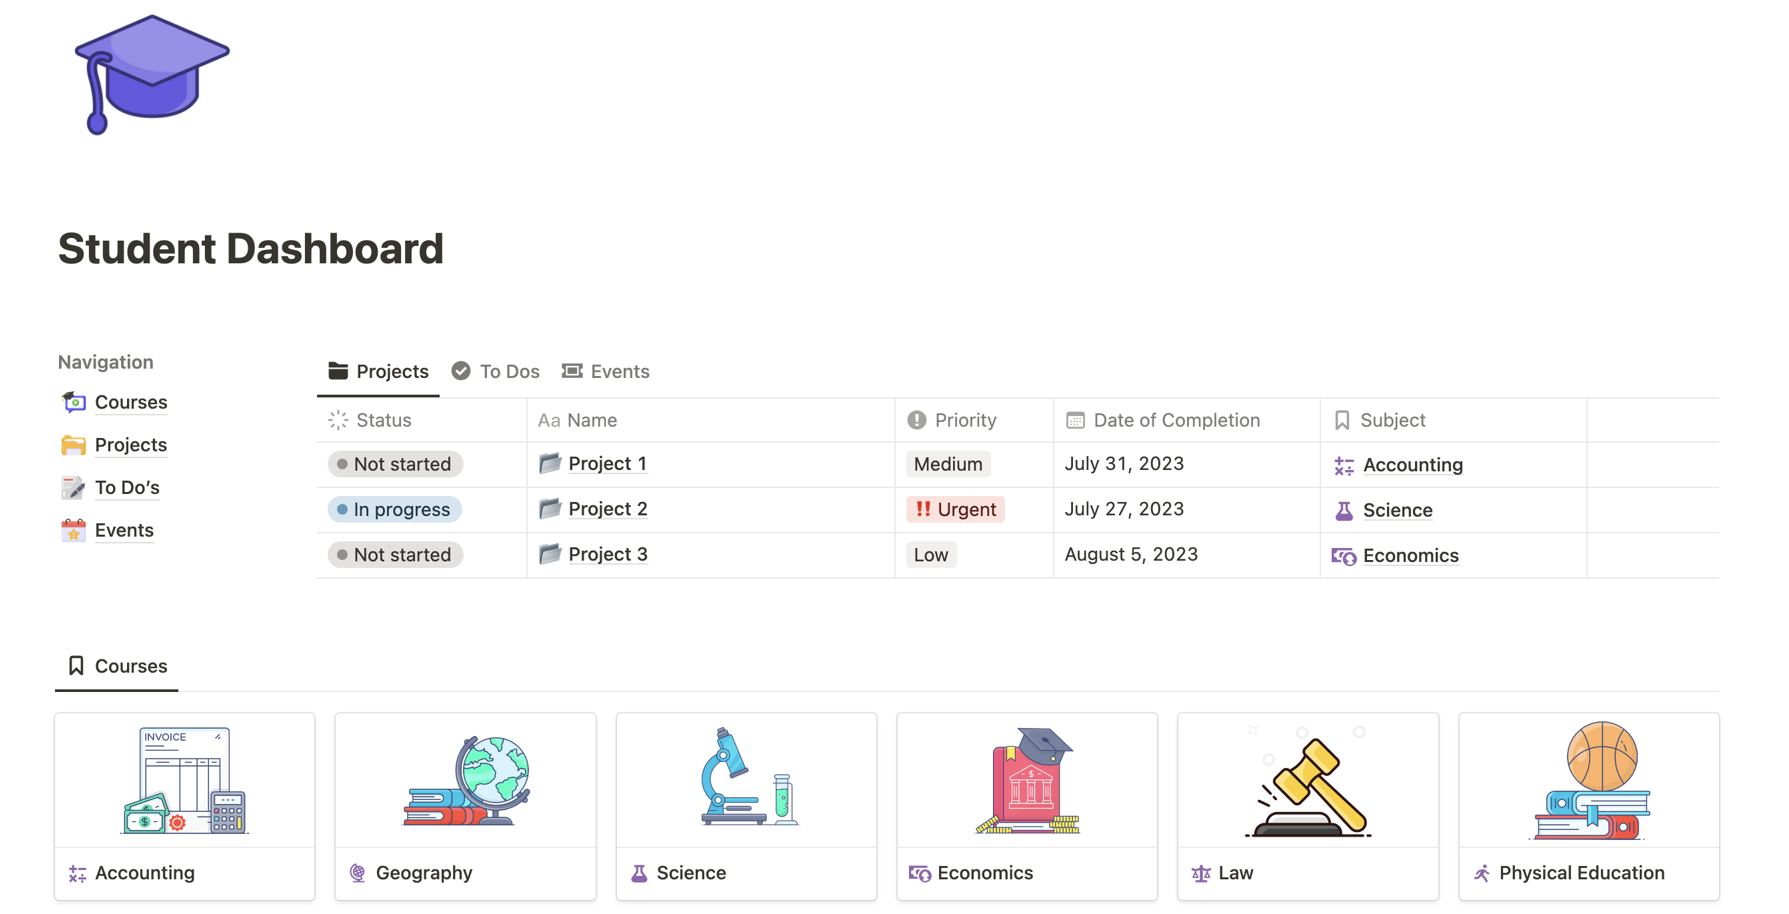 Student Dashboard
Navigation
Courses
Projects
To Do’s
Events
Projects To Dos Events
Status Aa Name Priority Date of Completion Subject
Not started Project 1 Medium July 31, 2023 Accounting
In progress Project 2 !! Urgent July 27, 2023 Science
Not started Project 3 Low August 5, 2023 Economics
Courses
INVOICE
Accounting
Geography
Science
Economics
Law
Physical Education